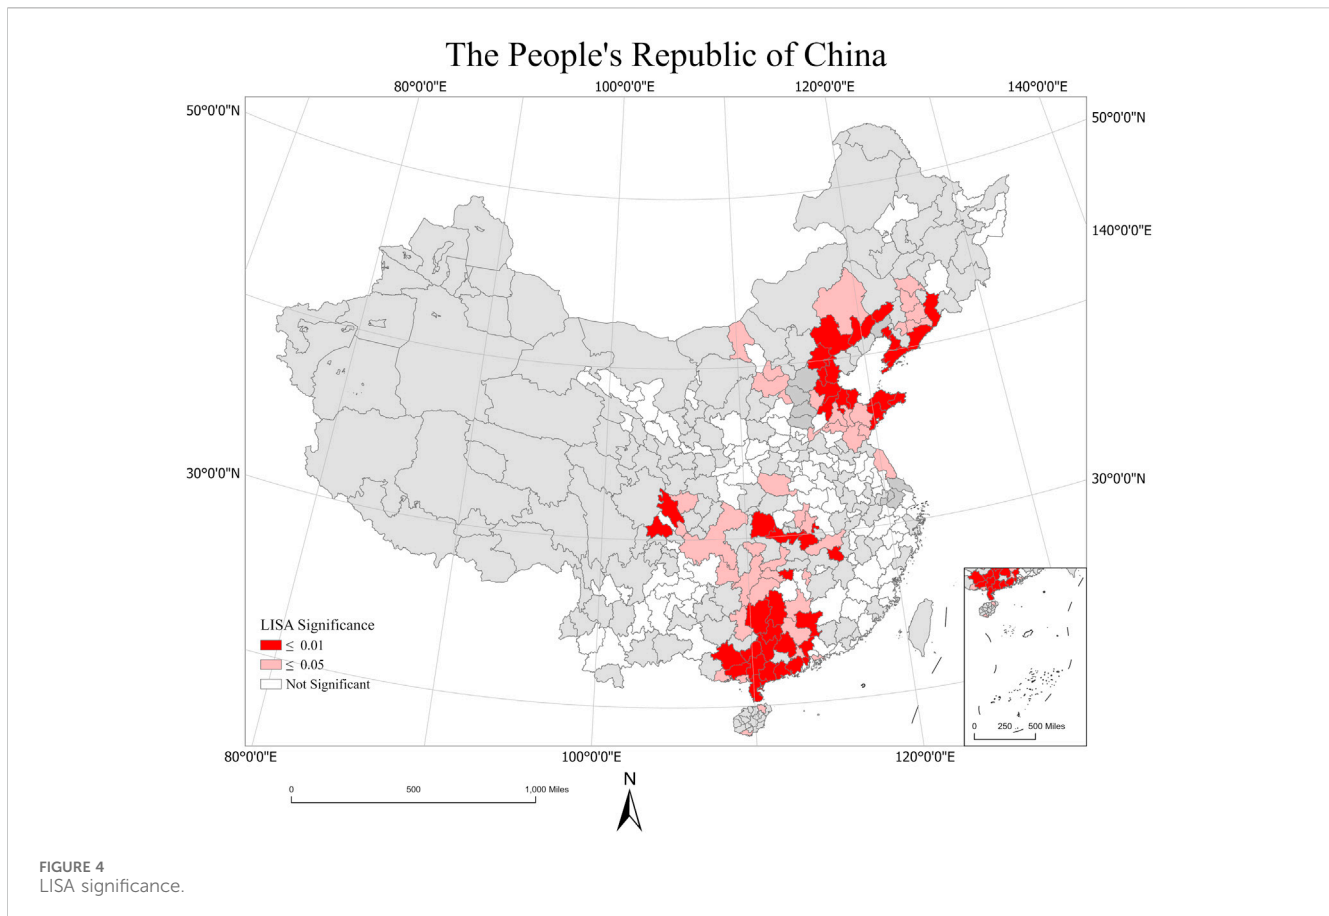 The People's Republic of China
80°0'0"E 100°0'0"E 120°0'0"E 140°0'0"E
50°0'0"N
50°0'0"N
140°0'0"E
30°0'0"N
30°0'0"N
LISA Significance
≤ 0.01
≤ 0.05
Not Significant
0 250 500 Miles
80°0'0"E 100°0'0"E 120°0'0"E
N
0 500 1,000 Miles
FIGURE 4
LISA significance.